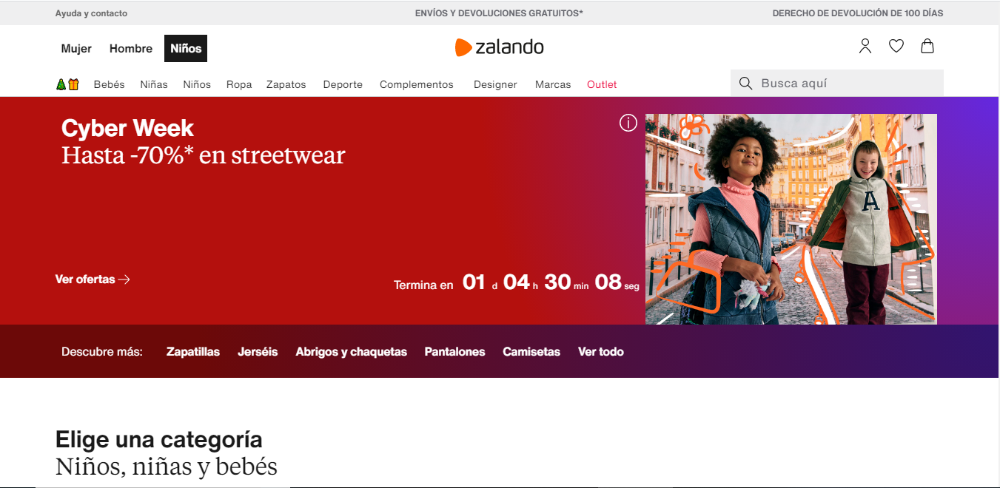 Ayuda y contacto
ENVÍOS Y DEVOLUCIONES GRATUITOS*
DERECHO DE DEVOLUCIÓN DE 100 DÍAS
Mujer Hombre Niños
zalando
Bebés Niñas Niños Ropa Zapatos Deporte Complementos Designer Marcas Outlet
Busca aquí
Cyber Week
Hasta -70%* en streetwear
A
Ver ofertas
Termina en 01 d 04 h 30 min 08 seg
Descubre más: Zapatillas Jerséis Abrigos y chaquetas Pantalones Camisetas Ver todo
Elige una categoría
Niños, niñas y bebés